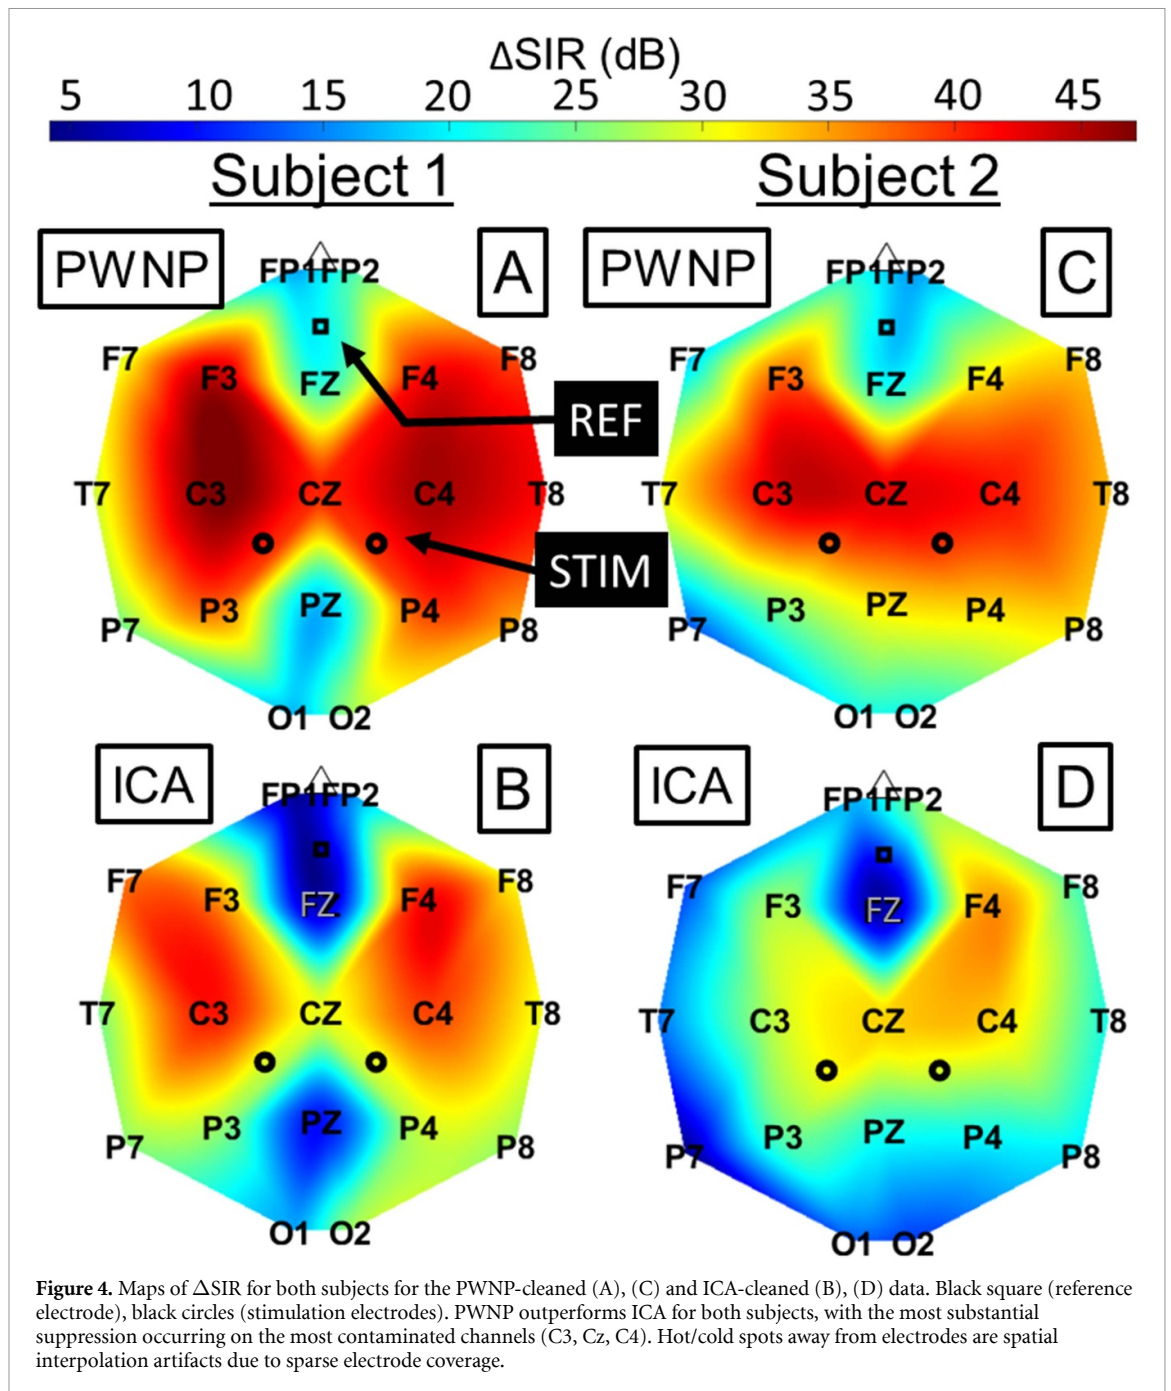 ΔSIR (dB)
5 10 15 20 25 30 35 40 45
Subject 1 Subject 2
PWNP A PWNP C
FP1FP2 FP1FP2
F7 F8 F7 F8
F3 FZ F4 F3 FZ F4
REF
T7 C3 CZ C4 T8 T7 C3 CZ C4 T8
STIM
P3 PZ P4 P3 PZ P4
P7 P8 P7 P8
O1 O2 O1 O2
ICA B ICA D
FP1FP2 FP1FP2
F7 F8 F7 F8
F3 FZ F4 F3 FZ F4
T7 C3 CZ C4 T8 T7 C3 CZ C4 T8
P3 PZ P4 P3 PZ P4
P7 P8 P7 P8
O1 O2 O1 O2
Figure 4. Maps of ΔSIR for both subjects for the PWNP-cleaned (A), (C) and ICA-cleaned (B), (D) data. Black square (reference
electrode), black circles (stimulation electrodes). PWNP outperforms ICA for both subjects, with the most substantial
suppression occurring on the most contaminated channels (C3, Cz, C4). Hot/cold spots away from electrodes are spatial
interpolation artifacts due to sparse electrode coverage.